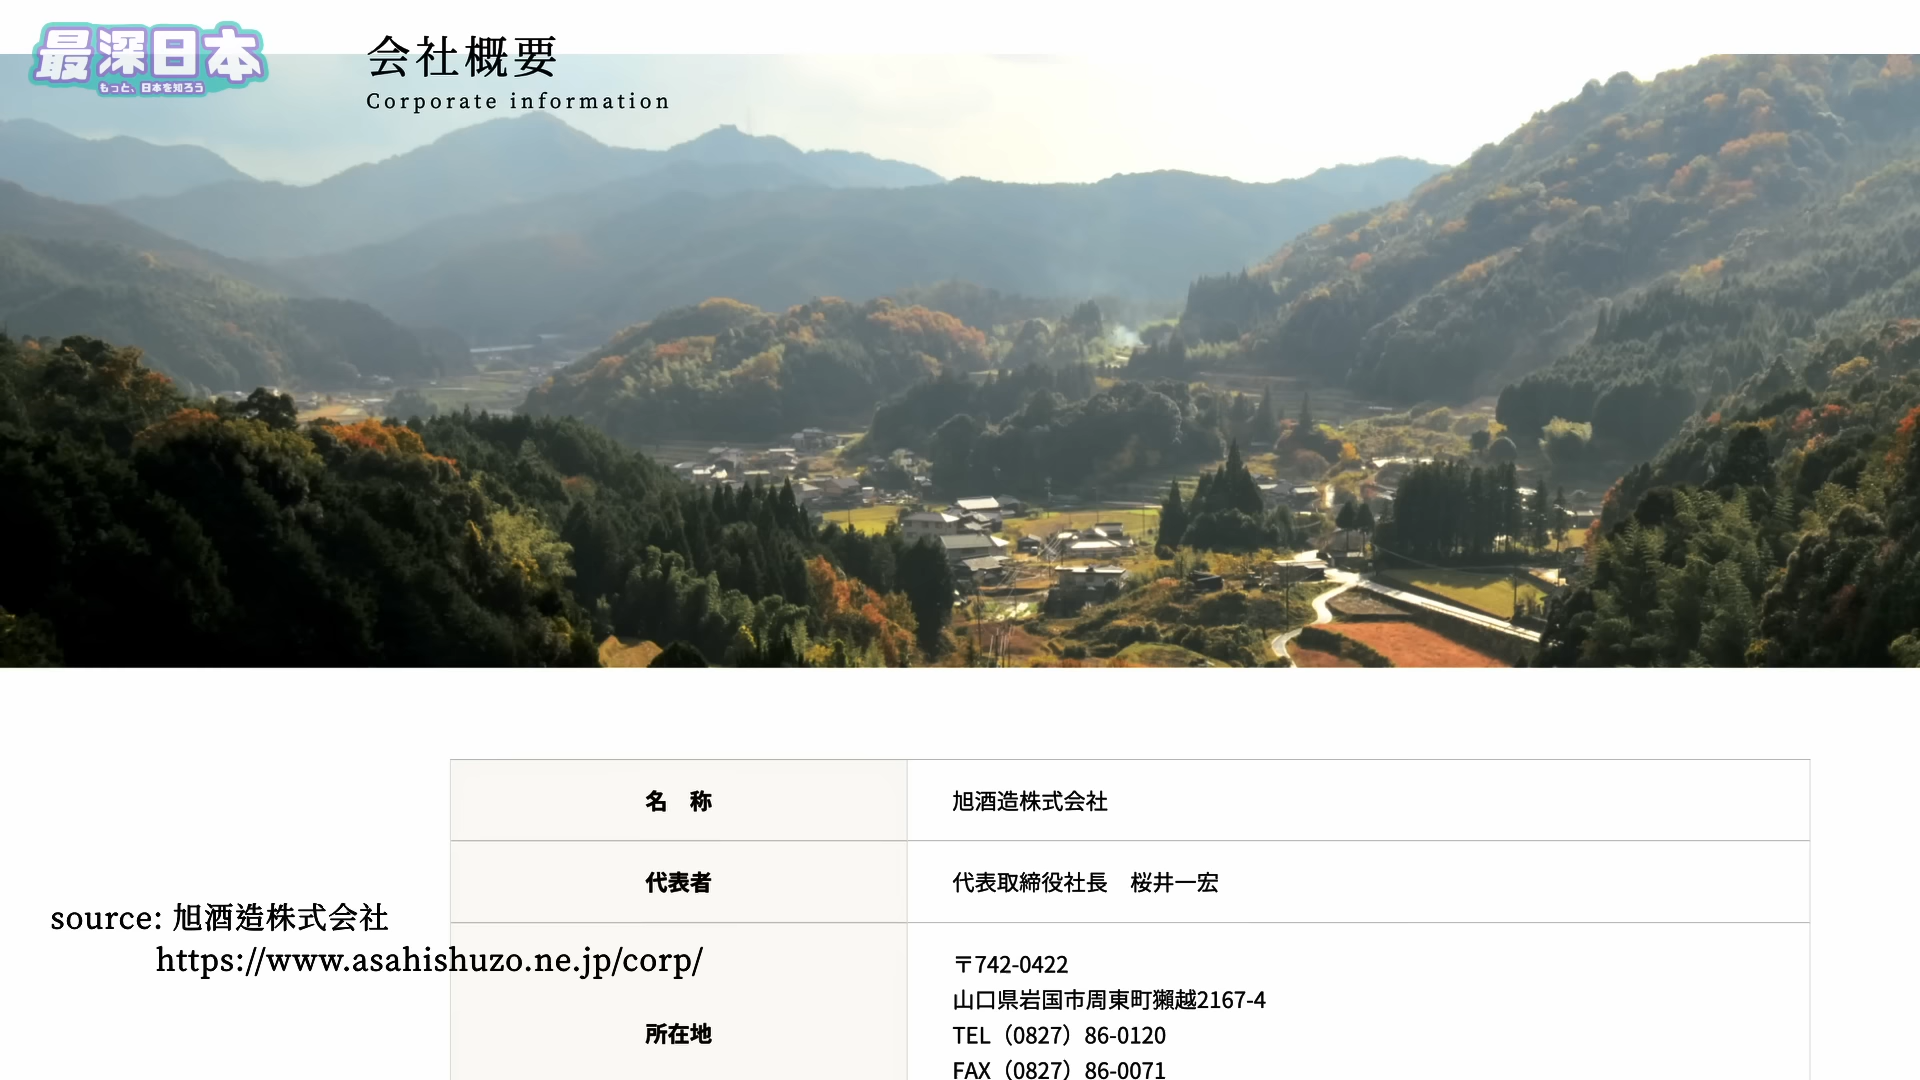 最深日本
もっと、日本を知ろう
会社概要
Corporate information
名　称
旭酒造株式会社
代表者
代表取締役社長　桜井一宏
source: 旭酒造株式会社
https://www.asahishuzo.ne.jp/corp/
所在地
〒742-0422
山口県岩国市周東町獺越2167-4
TEL（0827）86-0120
FAX（0827）86-0071